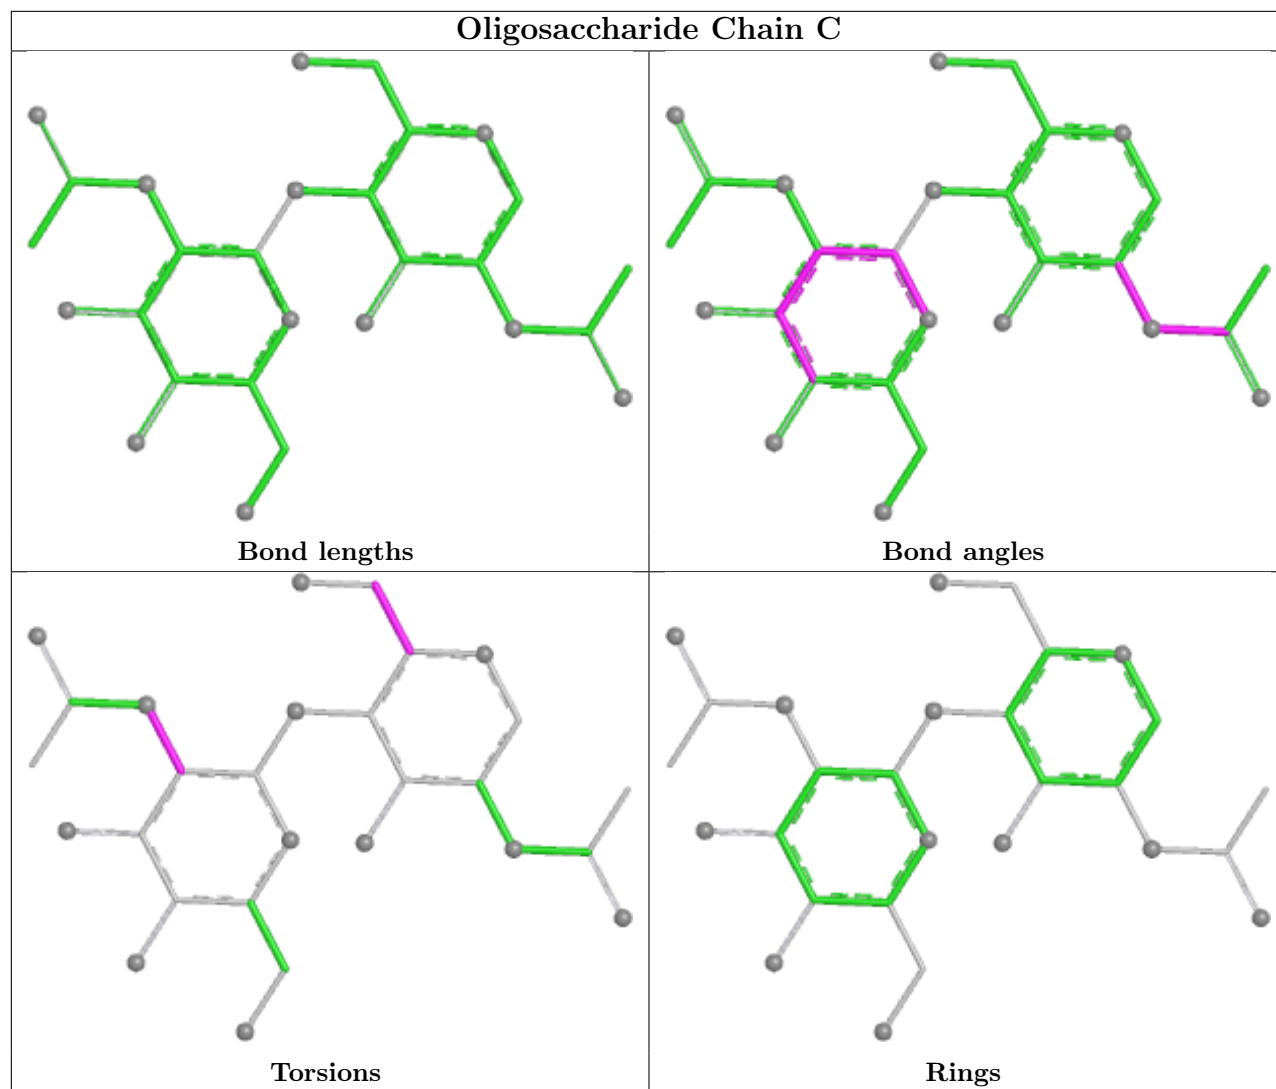 Oligosaccharide Chain C
Bond lengths
Bond angles
Torsions
Rings